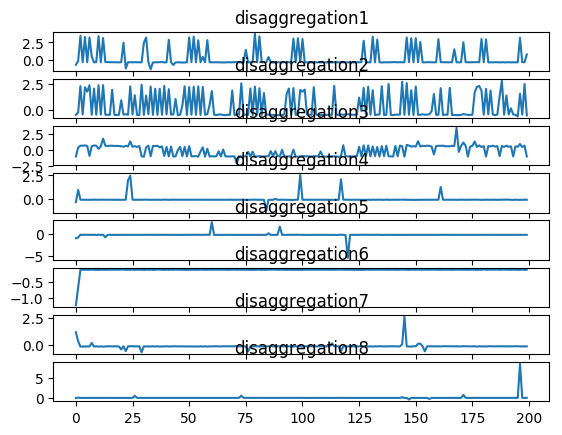 disaggregation1
2.5
0.0
disaggregation2
2.5
0.0
disaggregation3
2.5
0.0
−2.5
disaggregation4
2.5
0.0
disaggregation5
0
−5
disaggregation6
−0.5
−1.0
disaggregation7
2.5
0.0
disaggregation8
5
0
0 25 50 75 100 125 150 175 200